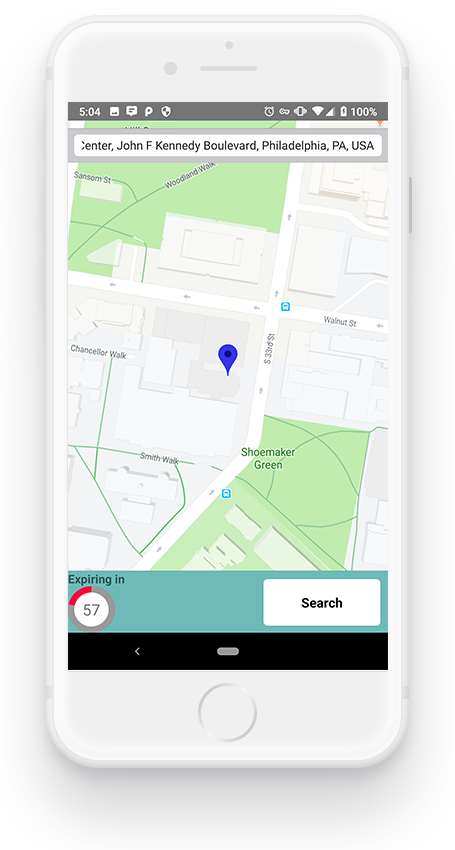 5:04
100%
Center, John F Kennedy Boulevard, Philadelphia, PA, USA
Woodland Walk
Sansom St
Walnut St
S 33rd St
Chancellor Walk
Shoemaker
Green
Smith Walk
Expiring in
57
Search